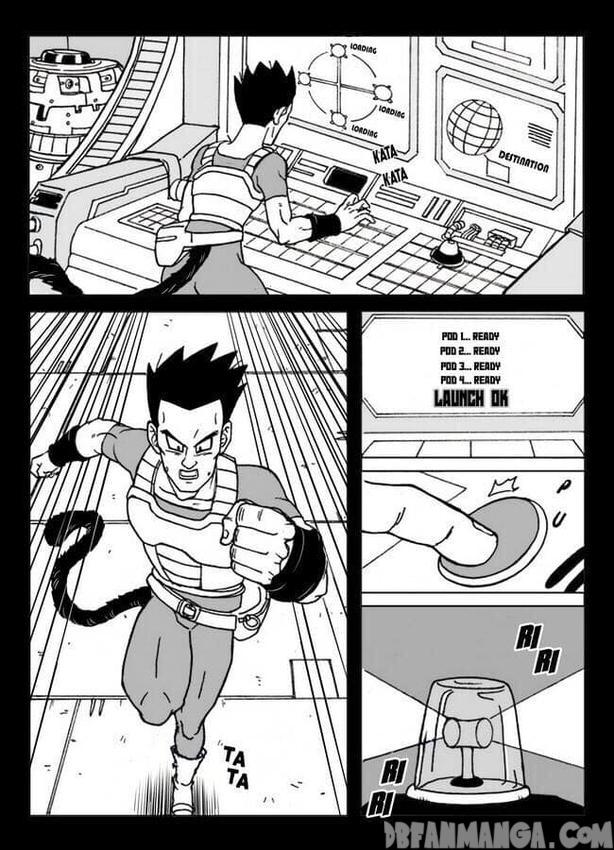 LOADING
LOADING
LOADING
KATA
KATA
DESTINATION
TA
TA
POD 1... READY
POD 2... READY
POD 3... READY
POD 4... READY
LAUNCH OK
P
U
RI
RI
RI
RI
DBFANMANGA.COM